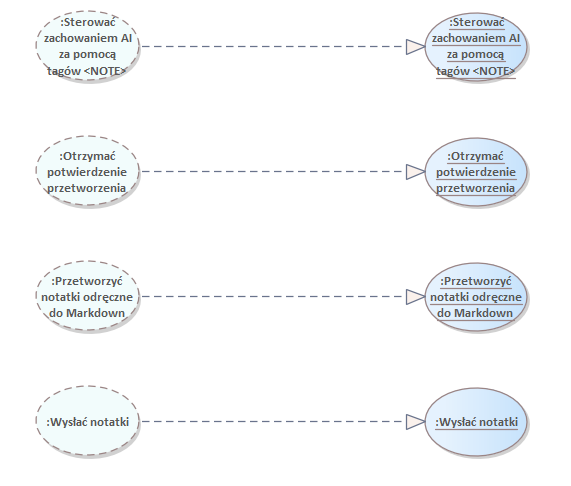 :Sterować
zachowaniem AI
za pomocą
tagów <NOTE>
:Sterować
zachowaniem AI
za pomocą
tagów <NOTE>
:Otrzymać
potwierdzenie
przetworzenia
:Otrzymać
potwierdzenie
przetworzenia
:Przetworzyć
notatki odręczne
do Markdown
:Przetworzyć
notatki odręczne
do Markdown
:Wysłać notatki
:Wysłać notatki